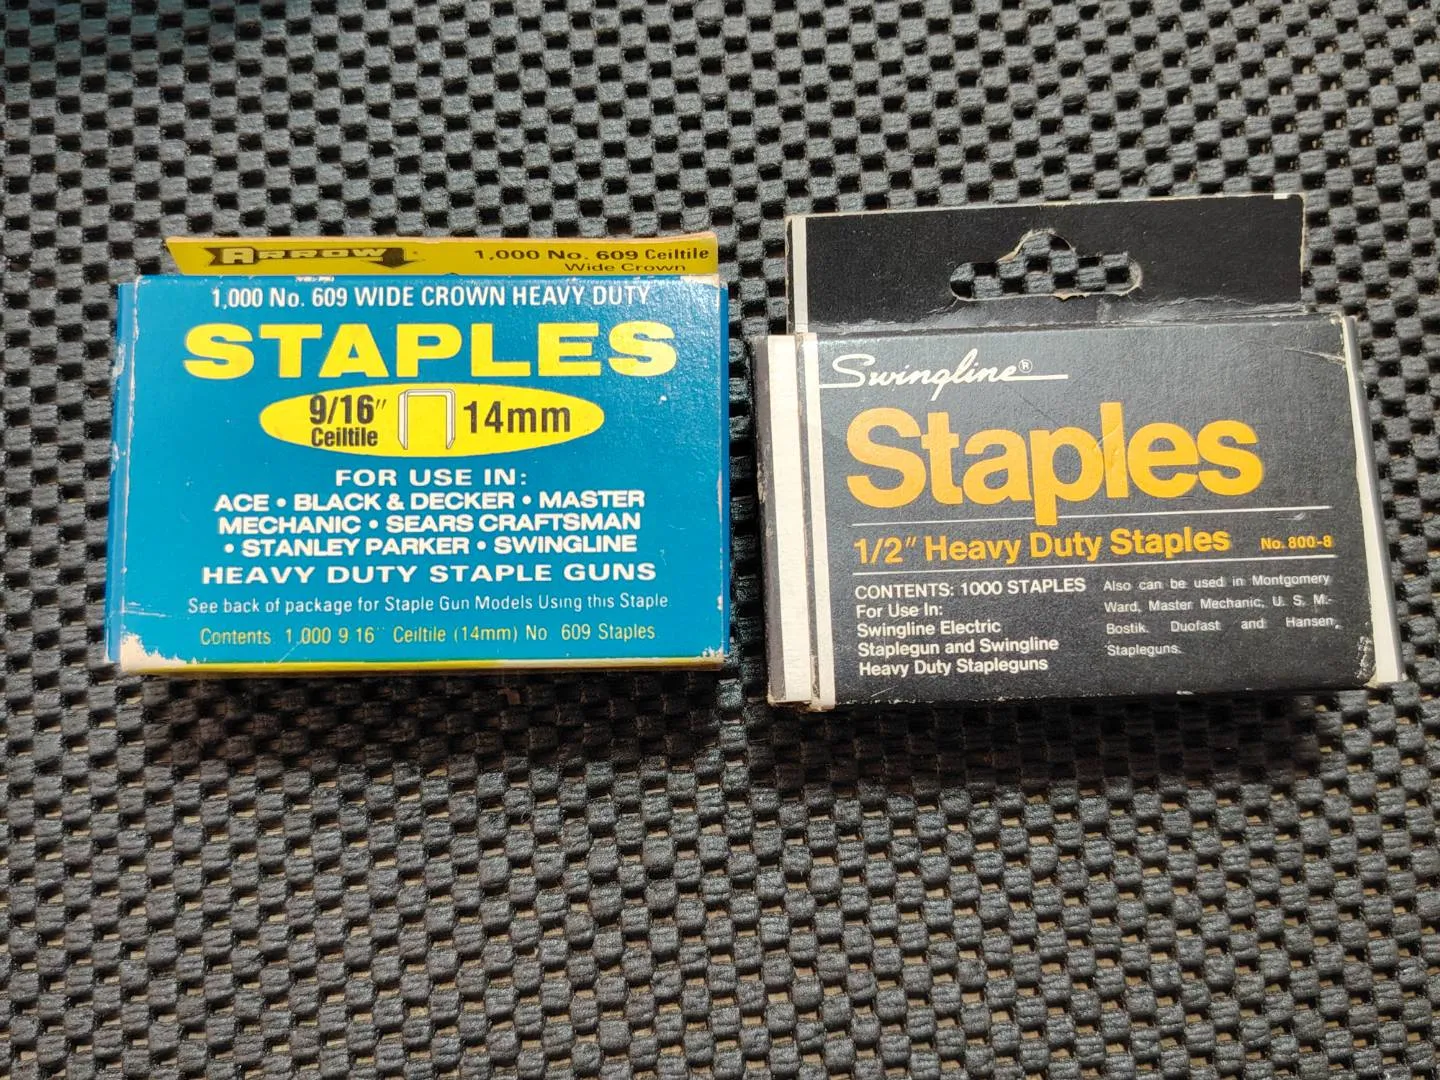 ARROW
1,000 No. 609 Ceiltile
Wide Crown
1,000 No. 609 WIDE CROWN HEAVY DUTY
STAPLES
9/16" 14mm
Ceiltile
FOR USE IN:
ACE • BLACK & DECKER • MASTER
MECHANIC • SEARS CRAFTSMAN
• STANLEY PARKER • SWINGLINE
HEAVY DUTY STAPLE GUNS
See back of package for Staple Gun Models Using this Staple
Contents 1,000 9 16" Ceiltile (14mm) No 609 Staples
Swingline®
Staples
1/2" Heavy Duty Staples No. 800-8
CONTENTS: 1000 STAPLES
For Use In:
Swingline Electric
Staplegun and Swingline
Heavy Duty Stapleguns
Also can be used in Montgomery
Ward, Master Mechanic, U. S. M.-
Bostik. Duofast and Hansen,
Stapleguns.